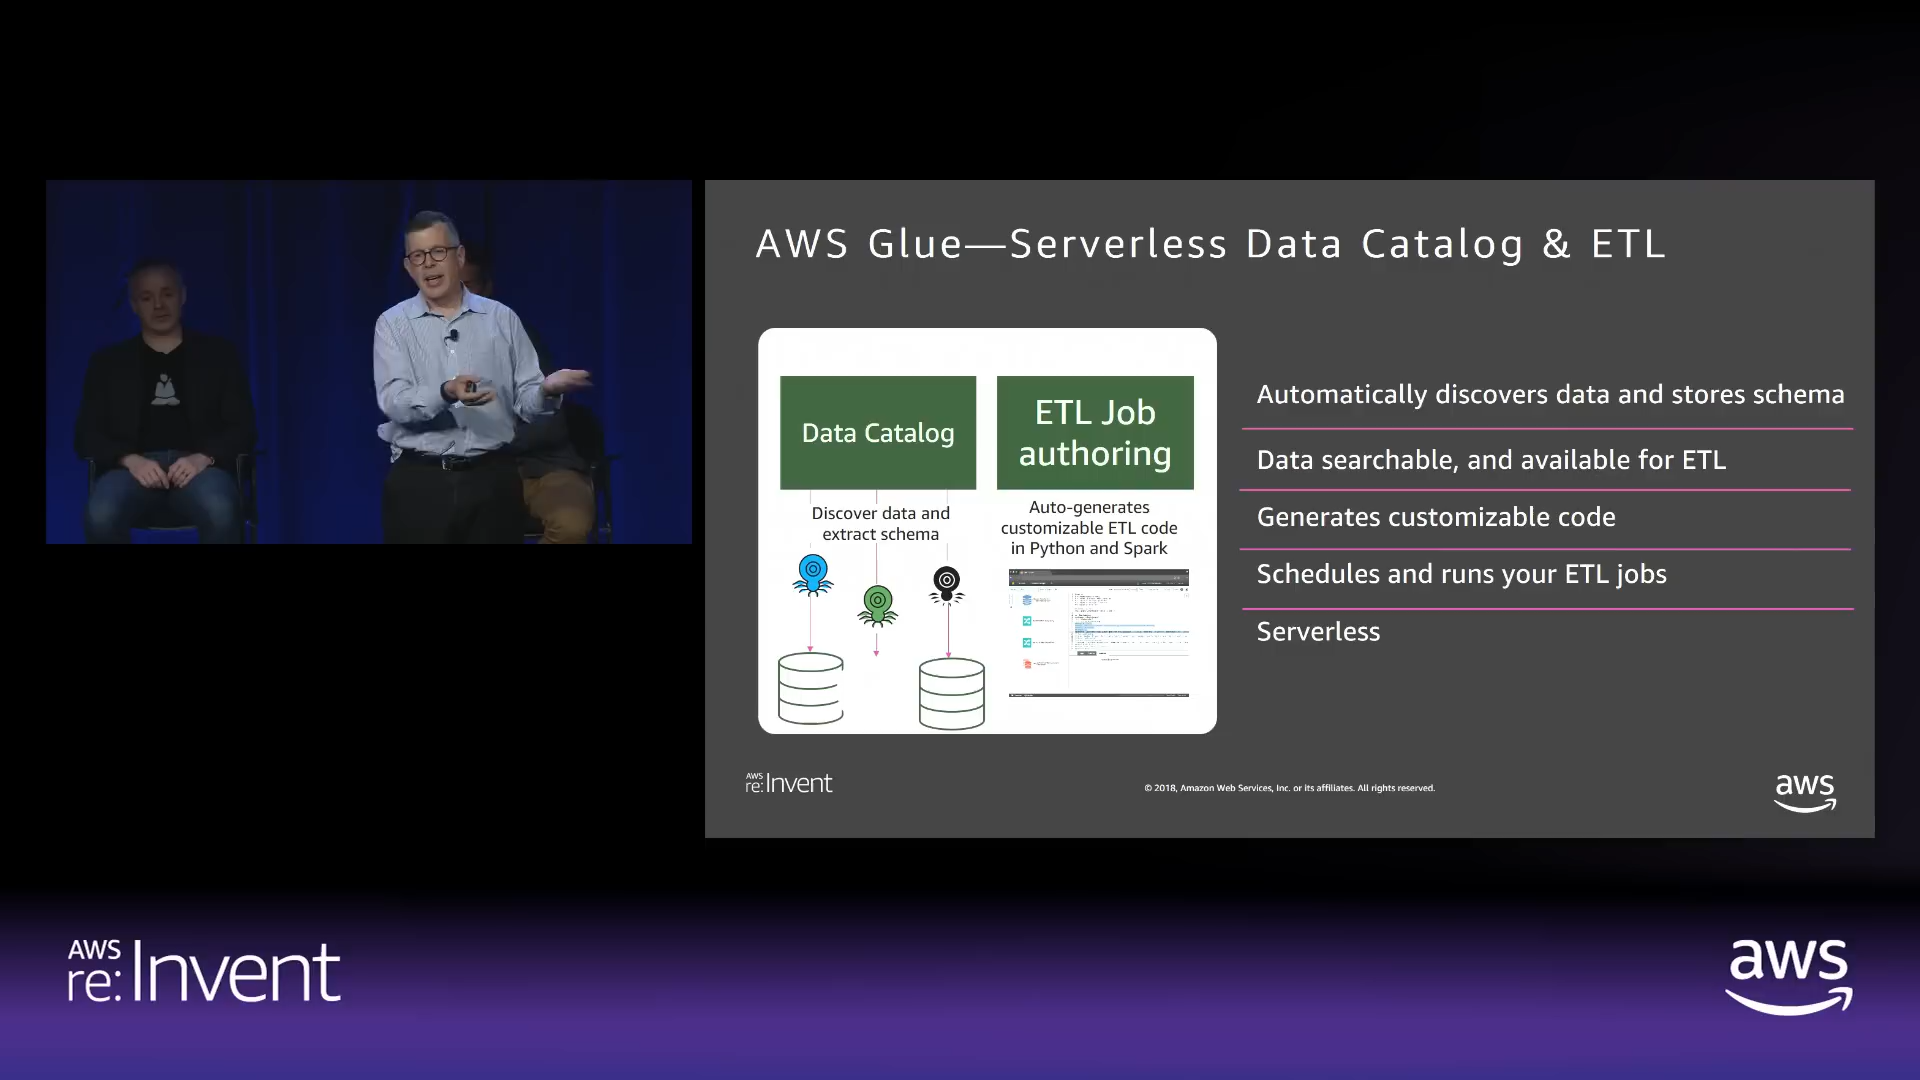 AWS Glue—Serverless Data Catalog & ETL
Data Catalog
ETL Job
authoring
Discover data and
extract schema
Auto-generates
customizable ETL code
in Python and Spark
Automatically discovers data and stores schema
Data searchable, and available for ETL
Generates customizable code
Schedules and runs your ETL jobs
Serverless
AWS
re:Invent
© 2018, Amazon Web Services, Inc. or its affiliates. All rights reserved.
aws
AWS
re:Invent
aws